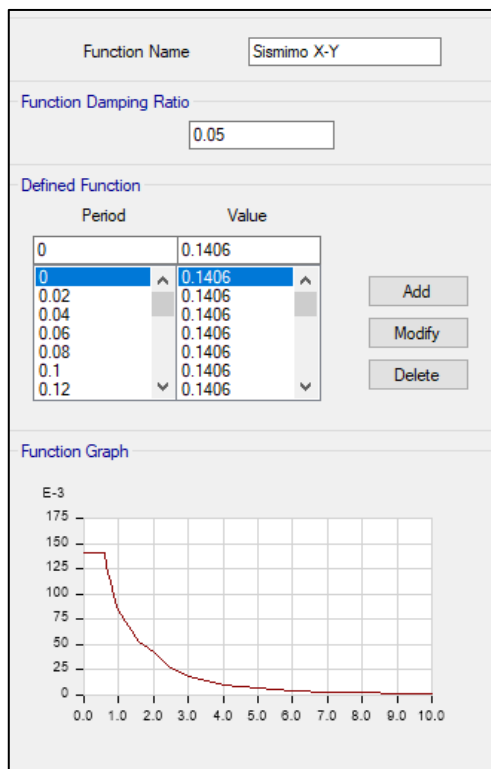 Function Name Sismimo X-Y
Function Damping Ratio
0.05
Defined Function
Period Value
0 0.1406
0 0.1406
0.02 0.1406
0.04 0.1406
0.06 0.1406
0.08 0.1406
0.1 0.1406
0.12 0.1406
Add
Modify
Delete
Function Graph
E-3
175
150
125
100
75
50
25
0
0.0 1.0 2.0 3.0 4.0 5.0 6.0 7.0 8.0 9.0 10.0